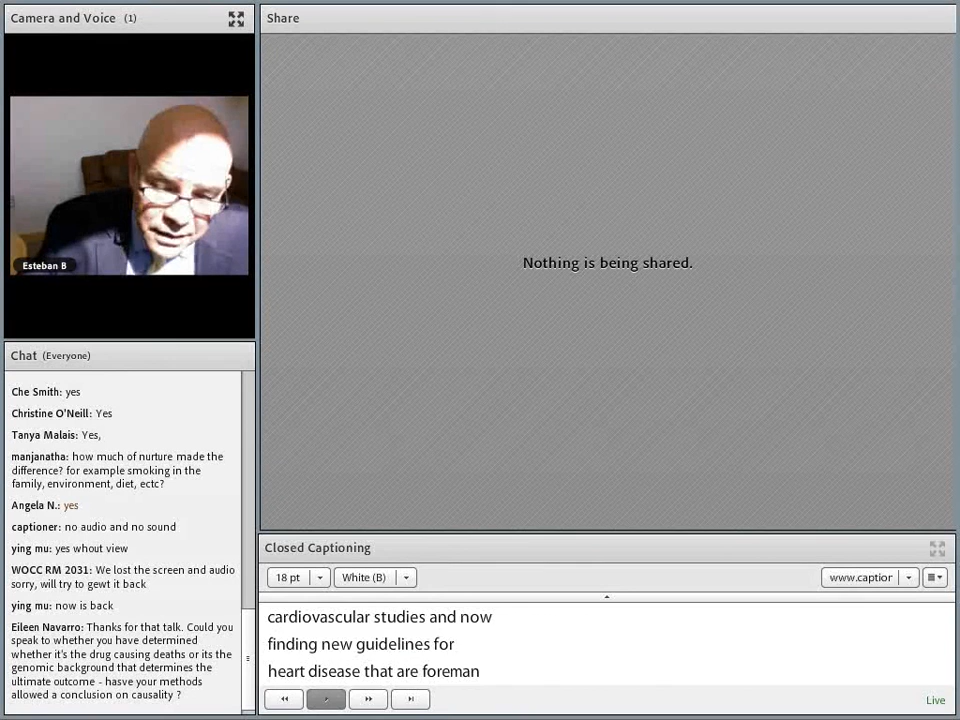 Camera and Voice (1)
Esteban B
Chat (Everyone)
Che Smith: yes
Christine O'Neill: Yes
Tanya Malais: Yes,
manjanatha: how much of nurture made the
difference? for example smoking in the
family, environment, diet, ectc?
Angela N.: yes
captioner: no audio and no sound
ying mu: yes whout view
WOCC RM 2031: We lost the screen and audio
sorry, will try to gewt it back
ying mu: now is back
Eileen Navarro: Thanks for that talk. Could you
speak to whether you have determined
whether it's the drug causing deaths or its the
genomic background that determines the
ultimate outcome - hasve your methods
allowed a conclusion on causality ?
Share
Nothing is being shared.
Closed Captioning
18 pt
White (B)
www.captior
cardiovascular studies and now
finding new guidelines for
heart disease that are foreman
Live